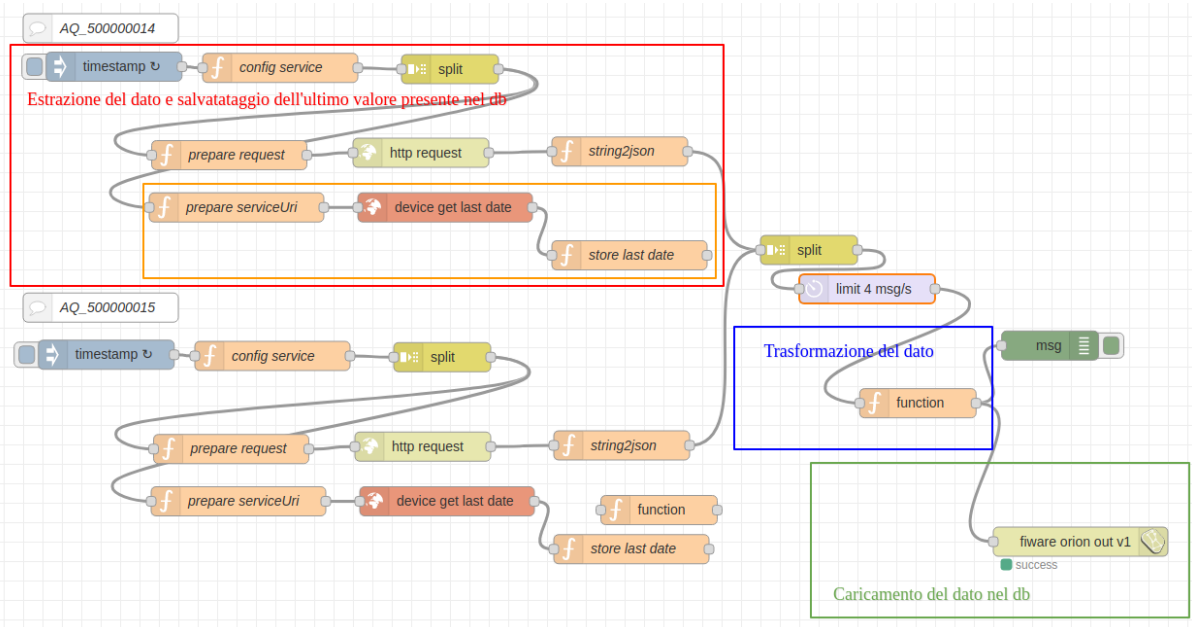 AQ_500000014
timestamp ↻
config service
split
Estrazione del dato e salvatataggio dell'ultimo valore presente nel db
prepare request
http request
string2json
prepare serviceUri
device get last date
store last date
split
limit 4 msg/s
AQ_500000015
timestamp ↻
config service
split
prepare request
http request
string2json
prepare serviceUri
device get last date
function
store last date
Trasformazione del dato
msg
function
fiware orion out v1
success
Caricamento del dato nel db